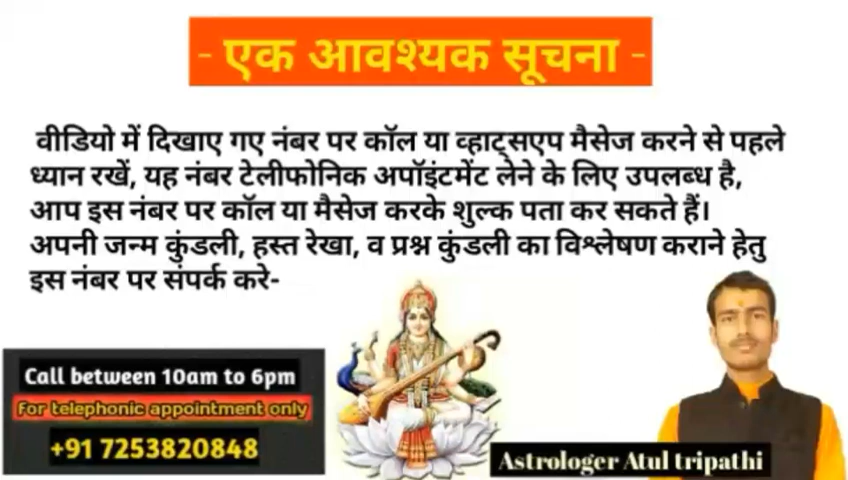 - एक आवश्यक सूचना -
वीडियो में दिखाए गए नंबर पर कॉल या व्हाट्सएप मैसेज करने से पहले
ध्यान रखें, यह नंबर टेलीफोनिक अपॉइंटमेंट लेने के लिए उपलब्ध है,
आप इस नंबर पर कॉल या मैसेज करके शुल्क पता कर सकते हैं।
अपनी जन्म कुंडली, हस्त रेखा, व प्रश्न कुंडली का विश्लेषण कराने हेतु
इस नंबर पर संपर्क करे-
Call between 10am to 6pm
For telephonic appointment only
+91 7253820848
Astrologer Atul tripathi